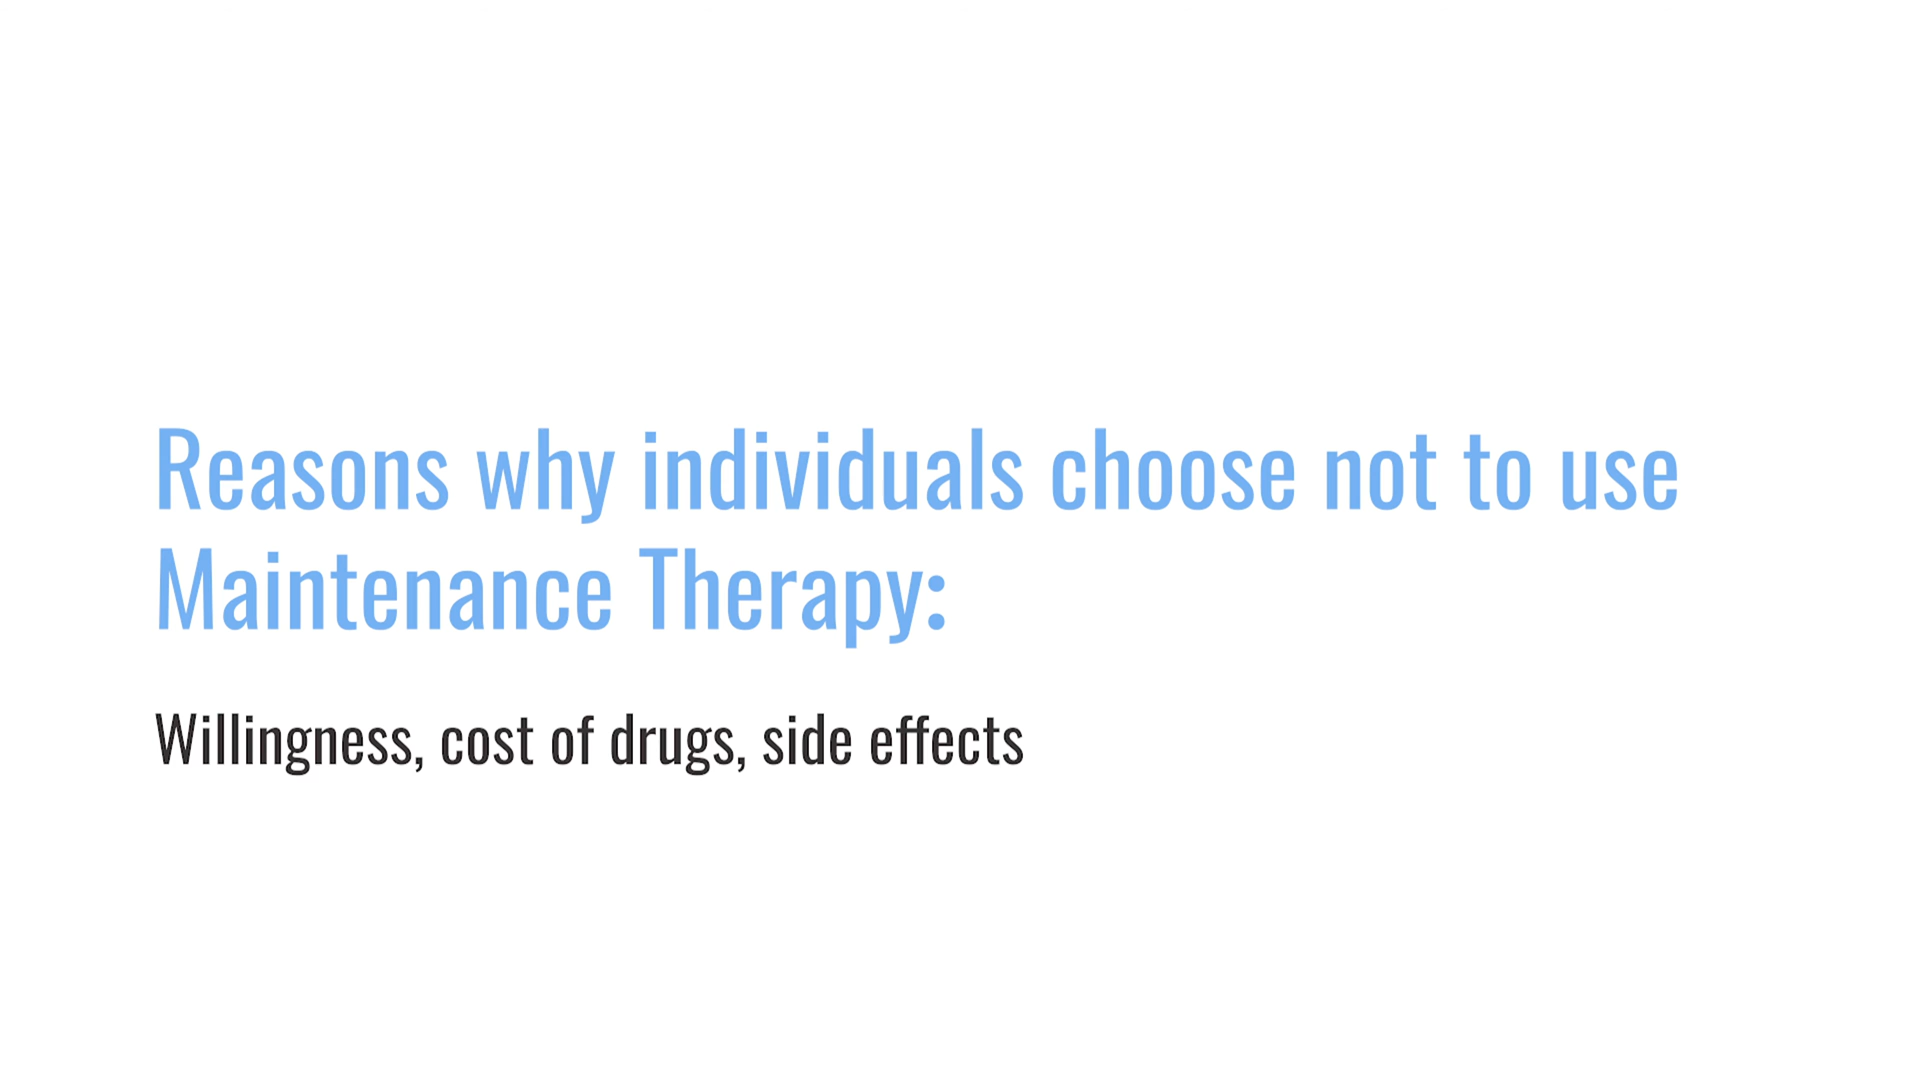 Reasons why individuals choose not to use
Maintenance Therapy:
Willingness, cost of drugs, side effects